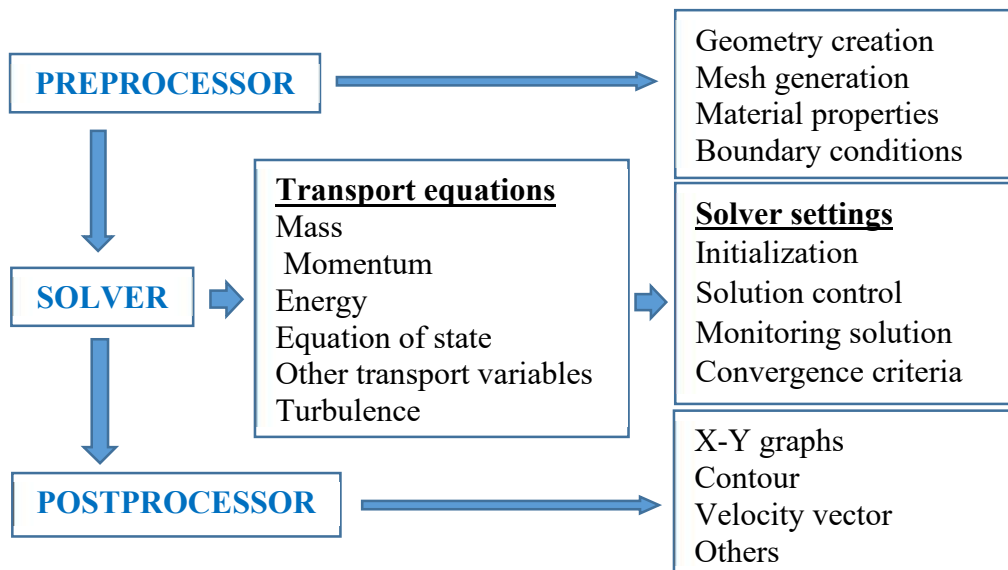 PREPROCESSOR
Geometry creation
Mesh generation
Material properties
Boundary conditions
SOLVER
Transport equations
Mass
Momentum
Energy
Equation of state
Other transport variables
Turbulence
Solver settings
Initialization
Solution control
Monitoring solution
Convergence criteria
POSTPROCESSOR
X-Y graphs
Contour
Velocity vector
Others